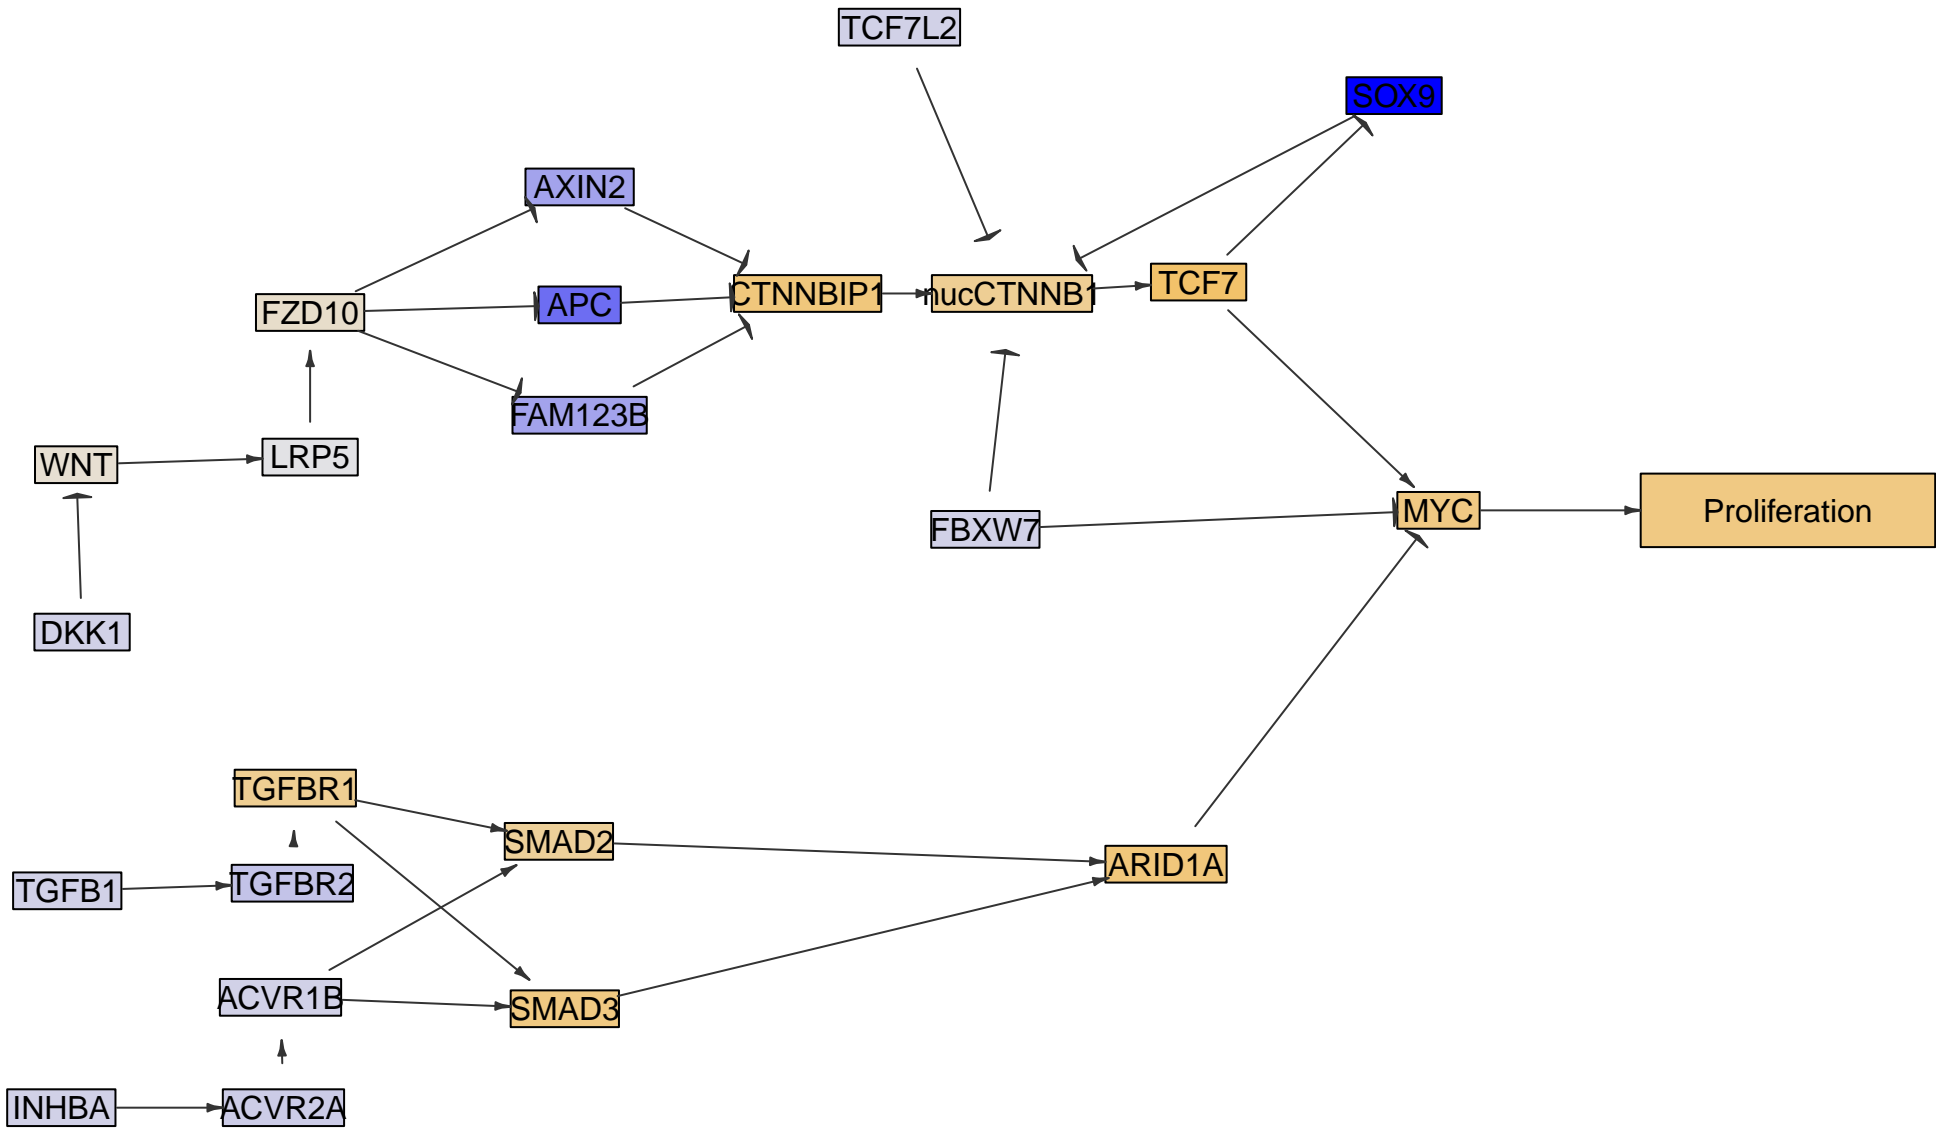 TCF7L2
SOX9
AXIN2
TCF7
CTNNBIP1
nucCTNNB1
APC
FZD10
FAM123B
LRP5
WNT
MYC
Proliferation
FBXW7
DKK1
TGFBR1
SMAD2
ARID1A
TGFBR2
TGFB1
ACVR1B
SMAD3
INHBA
ACVR2A